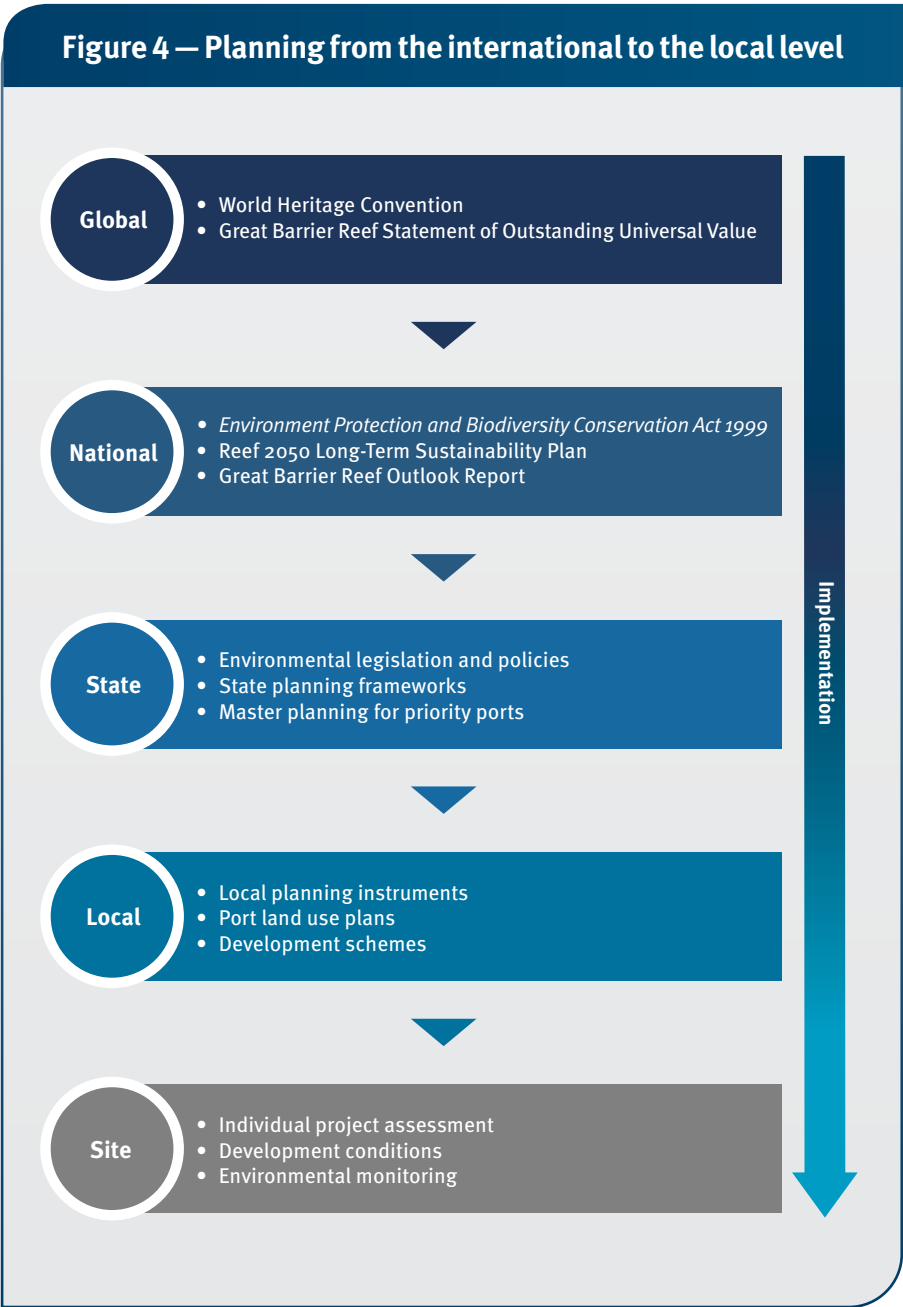 Figure 4 — Planning from the international to the local level
Global
• World Heritage Convention
• Great Barrier Reef Statement of Outstanding Universal Value
National
• Environment Protection and Biodiversity Conservation Act 1999
• Reef 2050 Long-Term Sustainability Plan
• Great Barrier Reef Outlook Report
State
• Environmental legislation and policies
• State planning frameworks
• Master planning for priority ports
Local
• Local planning instruments
• Port land use plans
• Development schemes
Site
• Individual project assessment
• Development conditions
• Environmental monitoring
Implementation